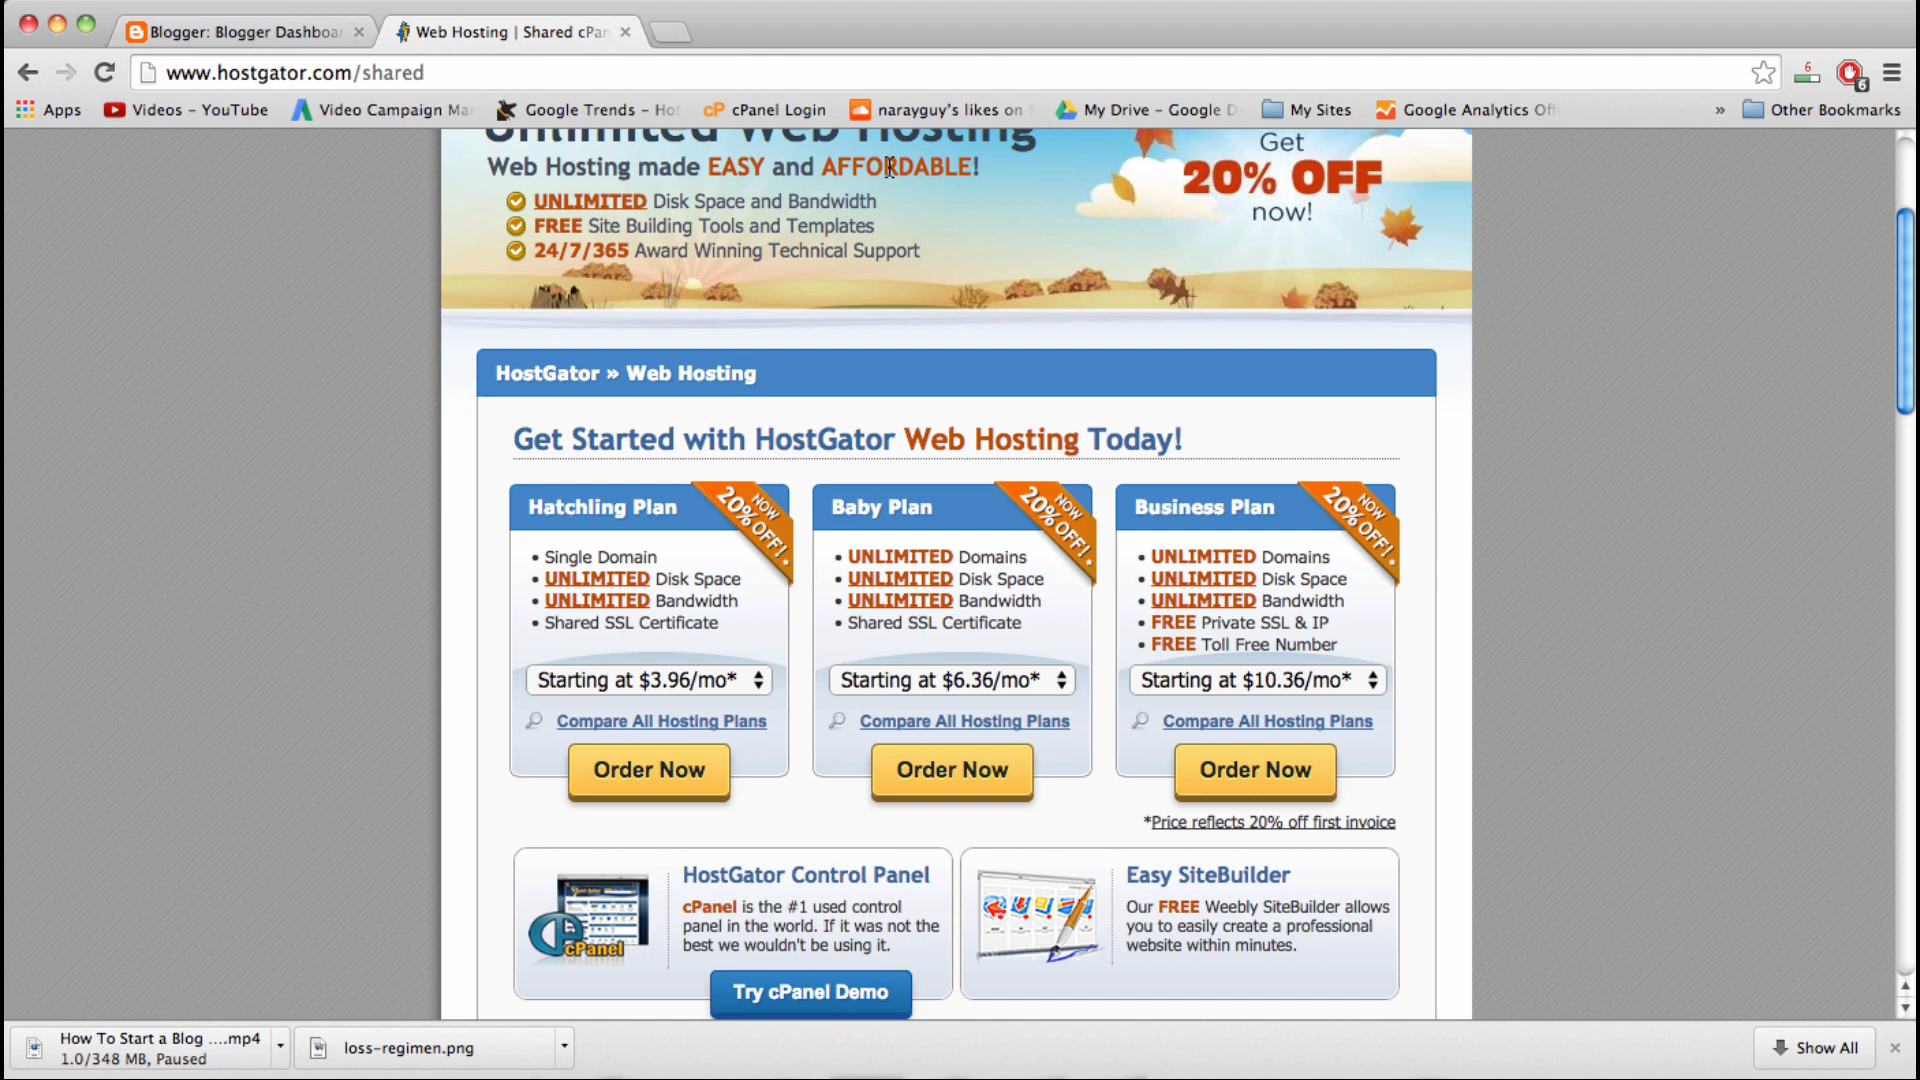 Blogger: Blogger Dashboar
Web Hosting | Shared cPan
www.hostgator.com/shared
6
6
Apps
Videos – YouTube
Video Campaign Ma
Google Trends – Hot
cPanel Login
narayguy's likes on S
My Drive – Google D
My Sites
Google Analytics Offi
»
Other Bookmarks
Unlimited Web Hosting
Web Hosting made EASY and AFFORDABLE!
UNLIMITED Disk Space and Bandwidth
FREE Site Building Tools and Templates
24/7/365 Award Winning Technical Support
Get
20% OFF
now!
HostGator » Web Hosting
Get Started with HostGator Web Hosting Today!
Hatchling Plan
NOW
20% OFF!*
• Single Domain
• UNLIMITED Disk Space
• UNLIMITED Bandwidth
• Shared SSL Certificate
Starting at $3.96/mo*
Compare All Hosting Plans
Order Now
Baby Plan
NOW
20% OFF!*
• UNLIMITED Domains
• UNLIMITED Disk Space
• UNLIMITED Bandwidth
• Shared SSL Certificate
Starting at $6.36/mo*
Compare All Hosting Plans
Order Now
Business Plan
NOW
20% OFF!*
• UNLIMITED Domains
• UNLIMITED Disk Space
• UNLIMITED Bandwidth
• FREE Private SSL & IP
• FREE Toll Free Number
Starting at $10.36/mo*
Compare All Hosting Plans
Order Now
*Price reflects 20% off first invoice
HostGator Control Panel
cPanel is the #1 used control
panel in the world. If it was not the
best we wouldn't be using it.
cPanel
Try cPanel Demo
Easy SiteBuilder
Our FREE Weebly SiteBuilder allows
you to easily create a professional
website within minutes.
How To Start a Blog ....mp4
1.0/348 MB, Paused
loss-regimen.png
Show All